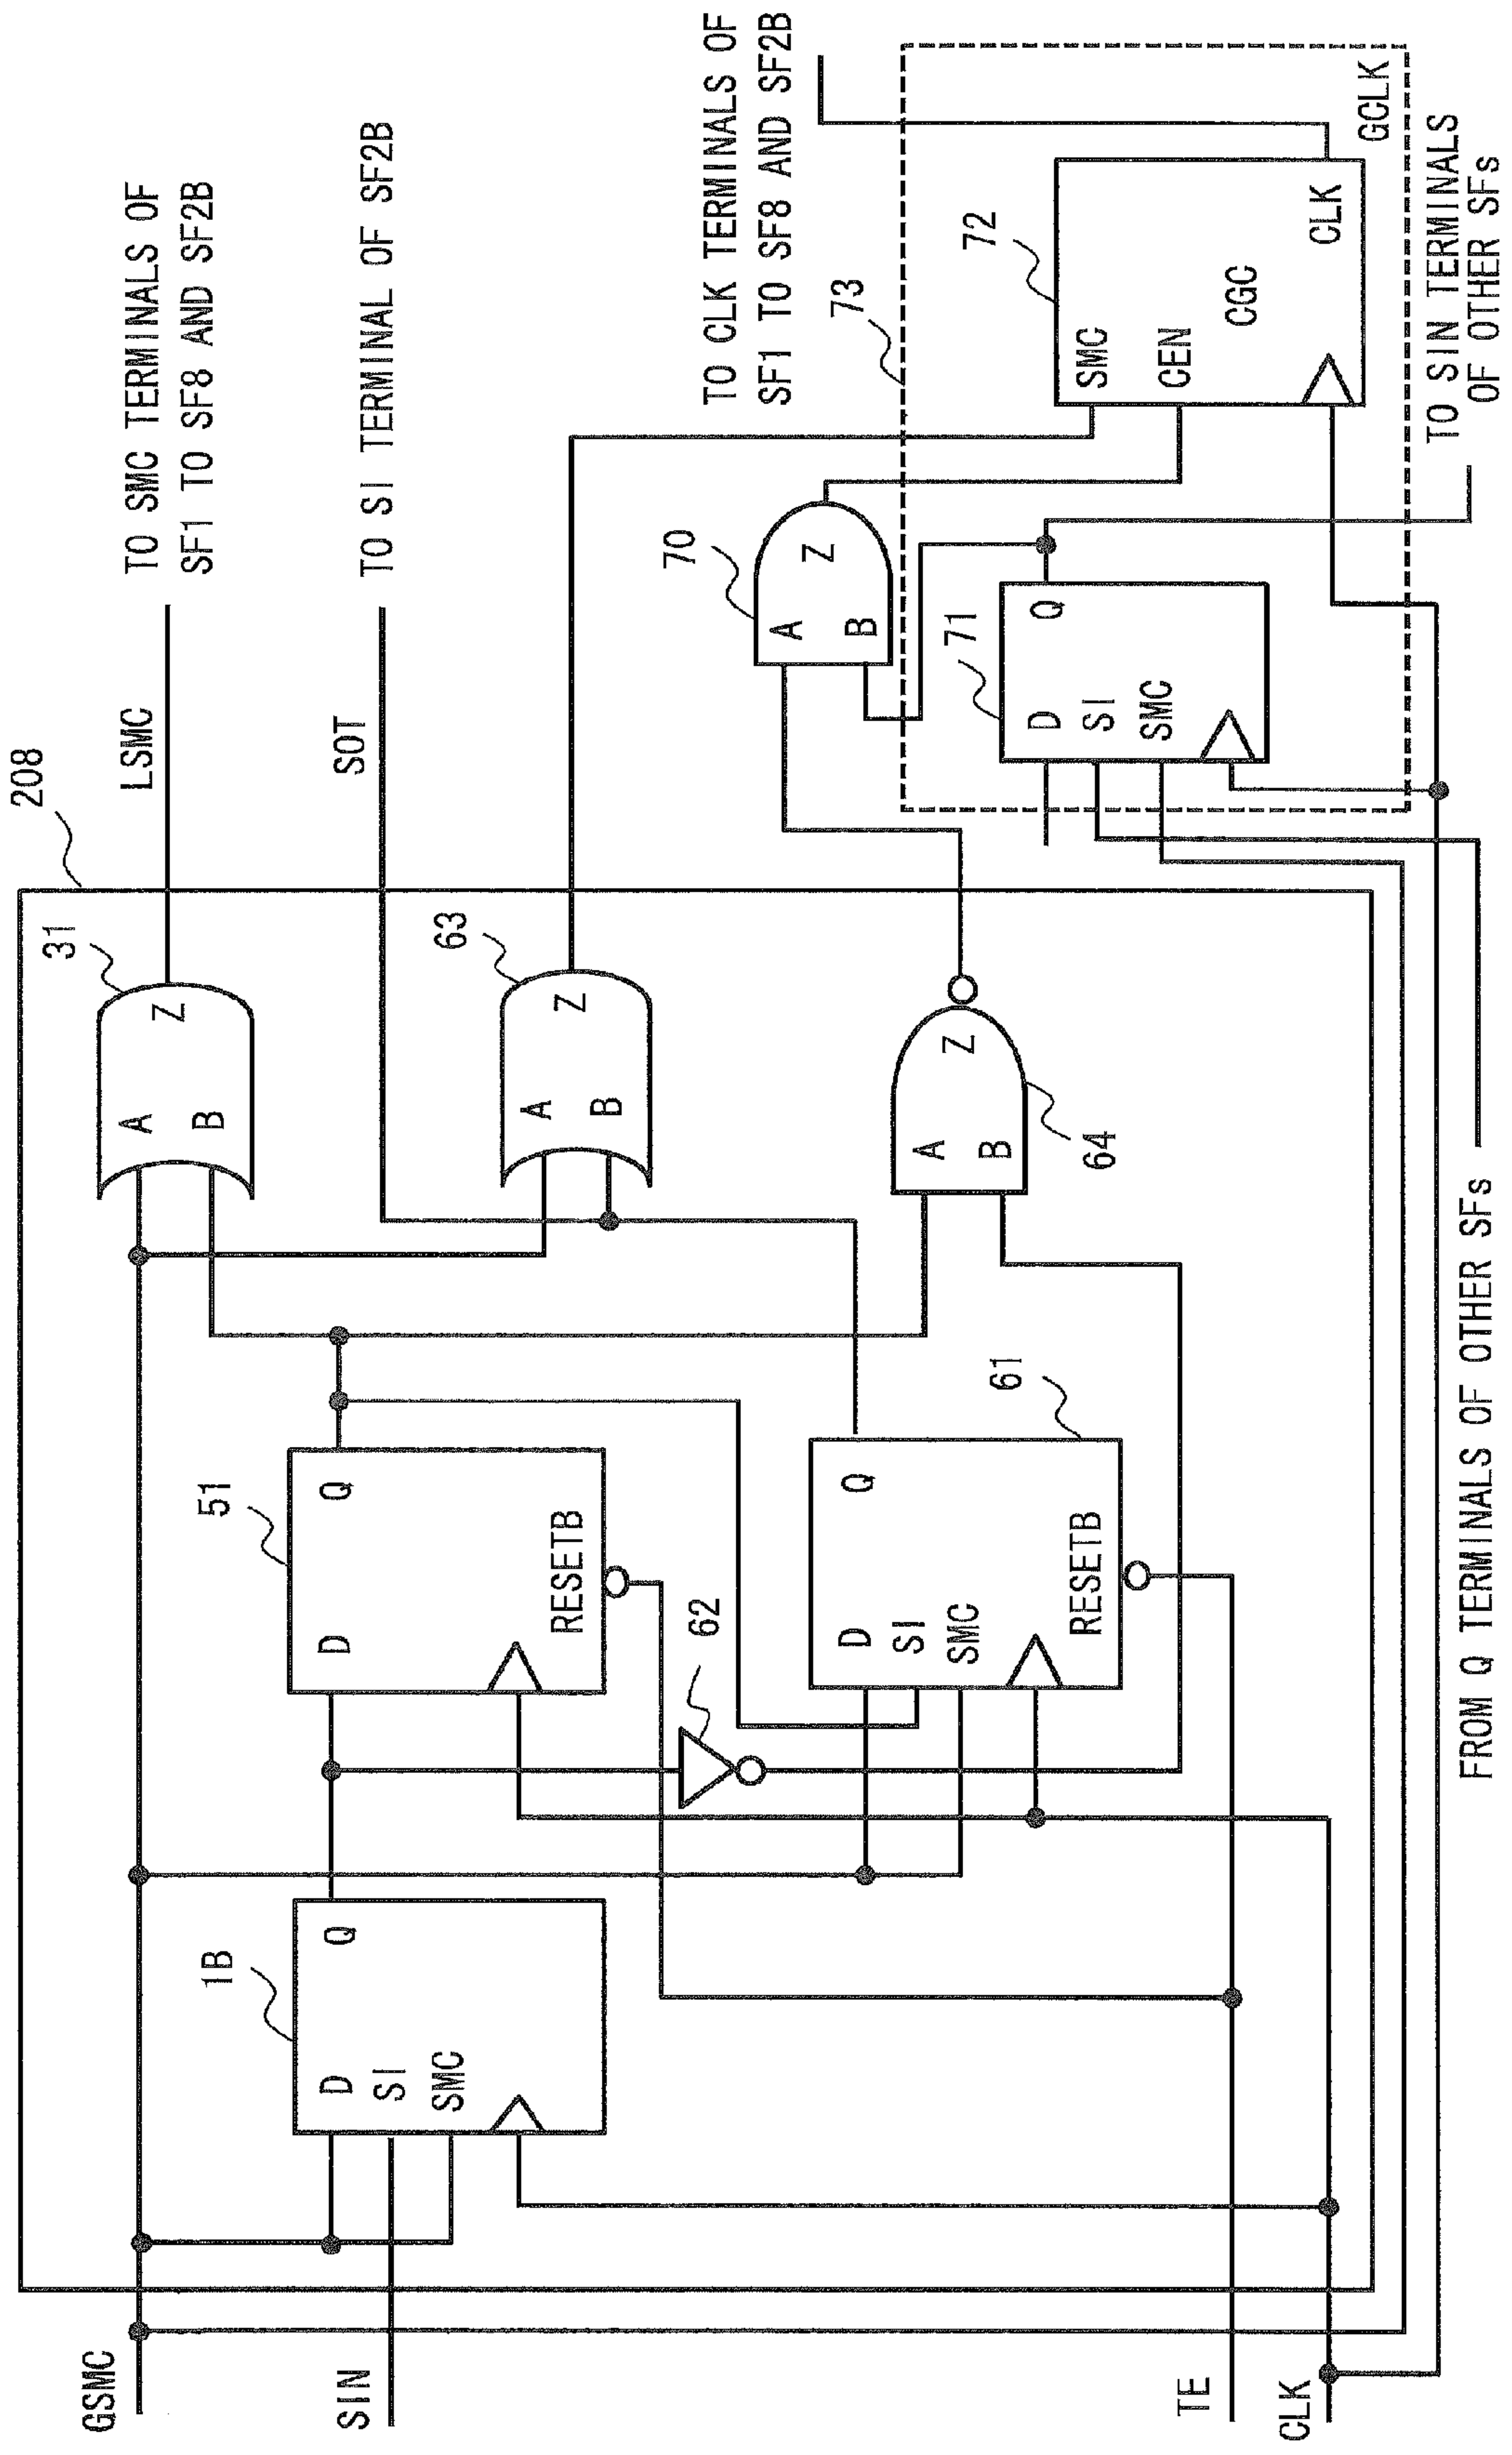 GSMC
SIN
TE
CLK
208
1B
D
SI
SMC
Q
51
D
Q
RESETB
62
61
D
SI
SMC
Q
RESETB
31
A
B
Z
63
A
B
Z
64
A
B
Z
LSMC
TO SMC TERMINALS OF
SF1 TO SF8 AND SF2B
SOT
TO SI TERMINAL OF SF2B
70
A
B
Z
71
D
SI
SMC
Q
73
72
SMC
CEN
CGC
CLK
GCLK
TO CLK TERMINALS OF
SF1 TO SF8 AND SF2B
TO SIN TERMINALS
OF OTHER SFs
FROM Q TERMINALS OF OTHER SFs